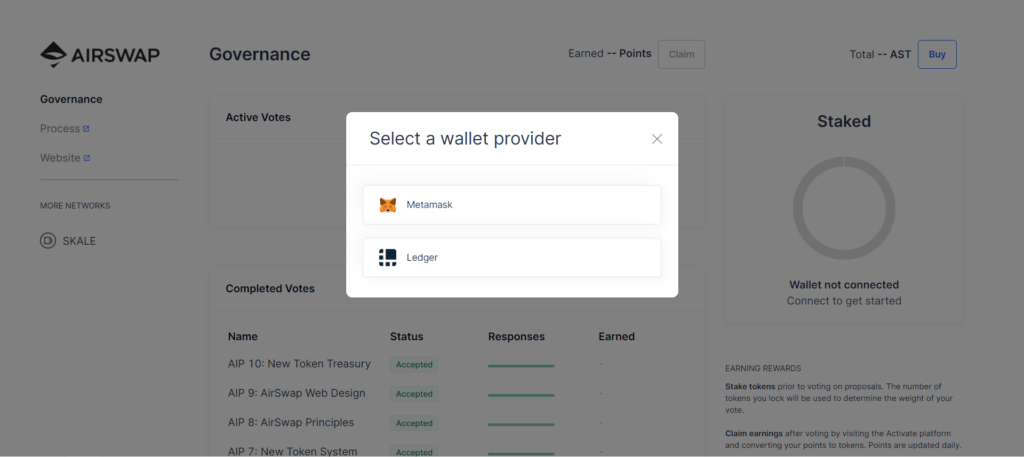 AIRSWAP
Governance
Earned -- Points
Claim
Total -- AST
Buy
Governance
Process
Website
MORE NETWORKS
SKALE
Active Votes
Select a wallet provider
Metamask
Ledger
Completed Votes
Name Status Responses Earned
AIP 10: New Token Treasury Accepted -
AIP 9: AirSwap Web Design Accepted -
AIP 8: AirSwap Principles Accepted -
AIP 7: New Token System Accepted -
Staked
Wallet not connected
Connect to get started
EARNING REWARDS
Stake tokens prior to voting on proposals. The number of
tokens you lock will be used to determine the weight of your
vote.
Claim earnings after voting by visiting the Activate platform
and converting your points to tokens. Points are updated daily.